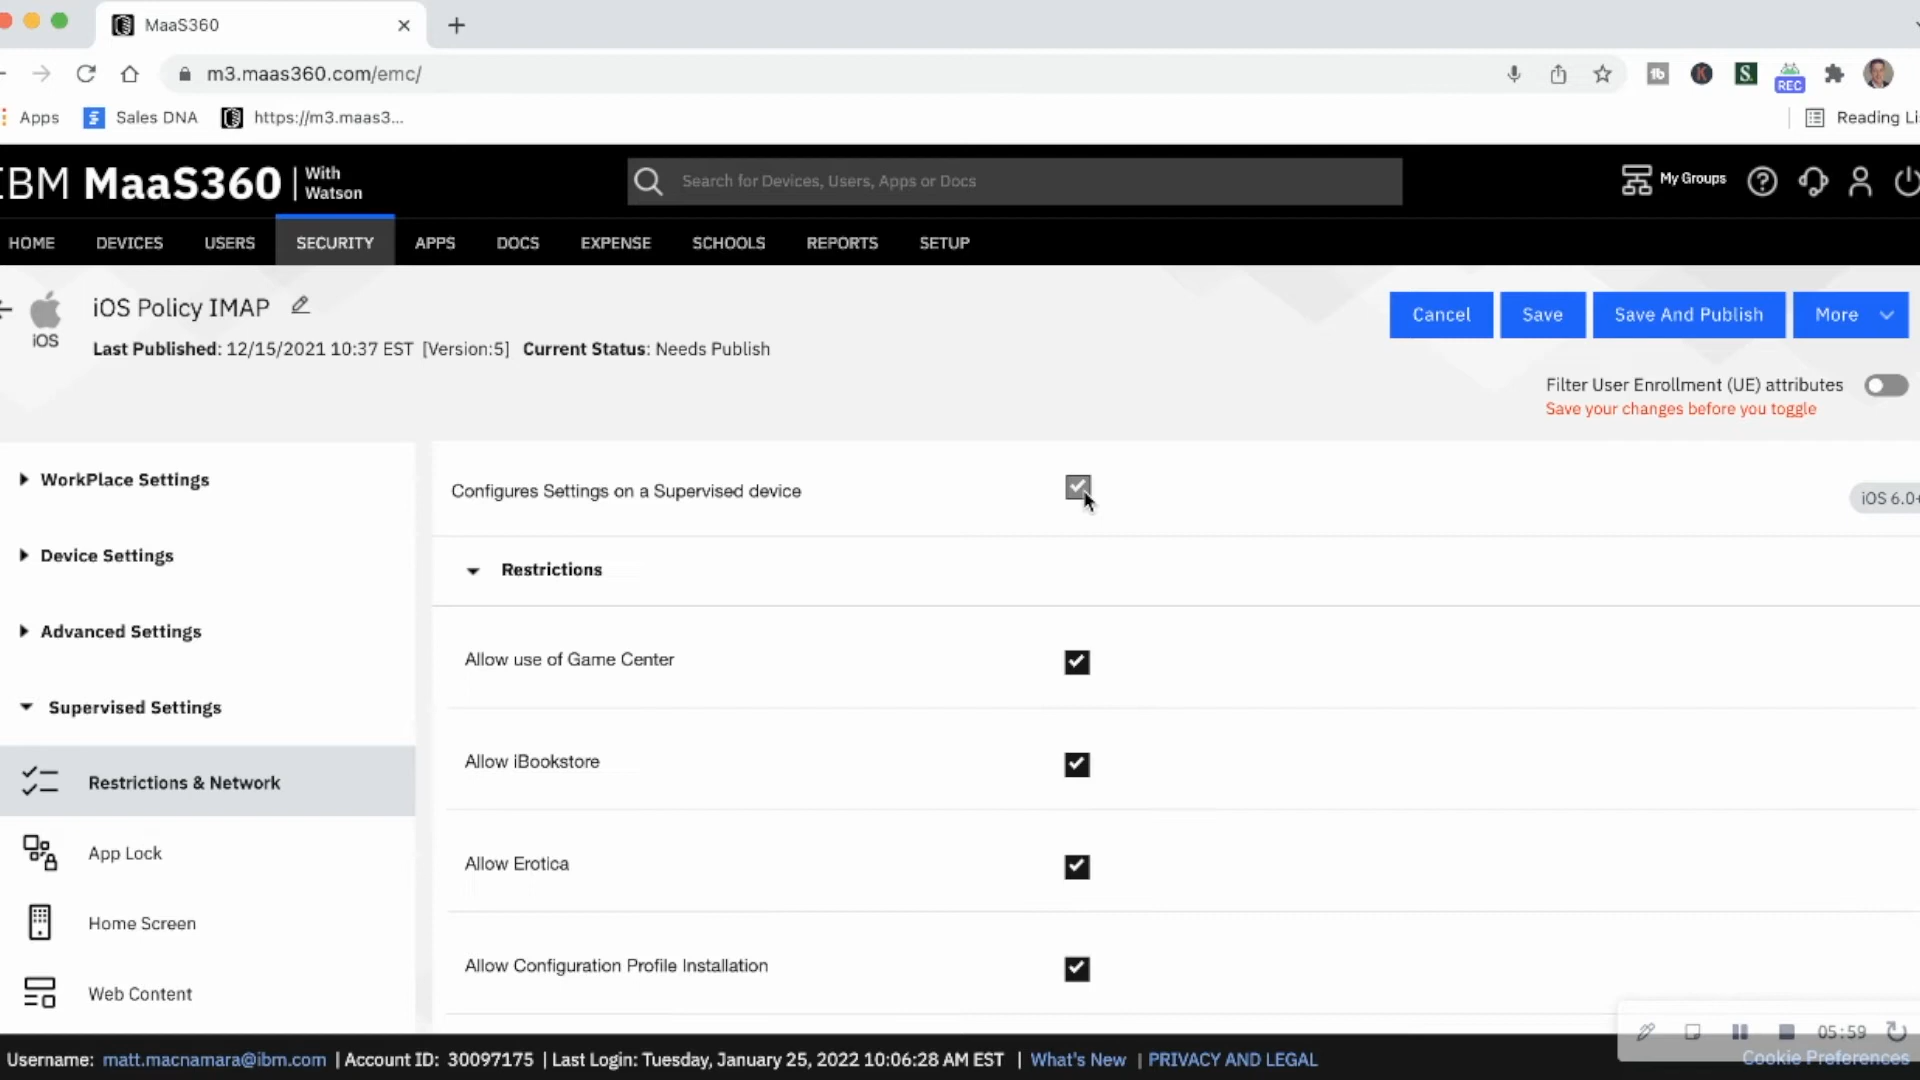 MaaS360
m3.maas360.com/emc/
REC
Apps
Sales DNA
https://m3.maas3...
Reading Li
IBM MaaS360 | With Watson
Search for Devices, Users, Apps or Docs
My Groups
HOME DEVICES USERS SECURITY APPS DOCS EXPENSE SCHOOLS REPORTS SETUP
iOS
iOS Policy IMAP
Cancel
Save
Save And Publish
More
Last Published: 12/15/2021 10:37 EST [Version:5] Current Status: Needs Publish
Filter User Enrollment (UE) attributes
Save your changes before you toggle
WorkPlace Settings
Device Settings
Advanced Settings
Supervised Settings
Restrictions & Network
App Lock
Home Screen
Web Content
Configures Settings on a Supervised device
iOS 6.0+
Restrictions
Allow use of Game Center
Allow iBookstore
Allow Erotica
Allow Configuration Profile Installation
05:59
Username: matt.macnamara@ibm.com | Account ID: 30097175 | Last Login: Tuesday, January 25, 2022 10:06:28 AM EST | What's New | PRIVACY AND LEGAL
Cookie Preferences